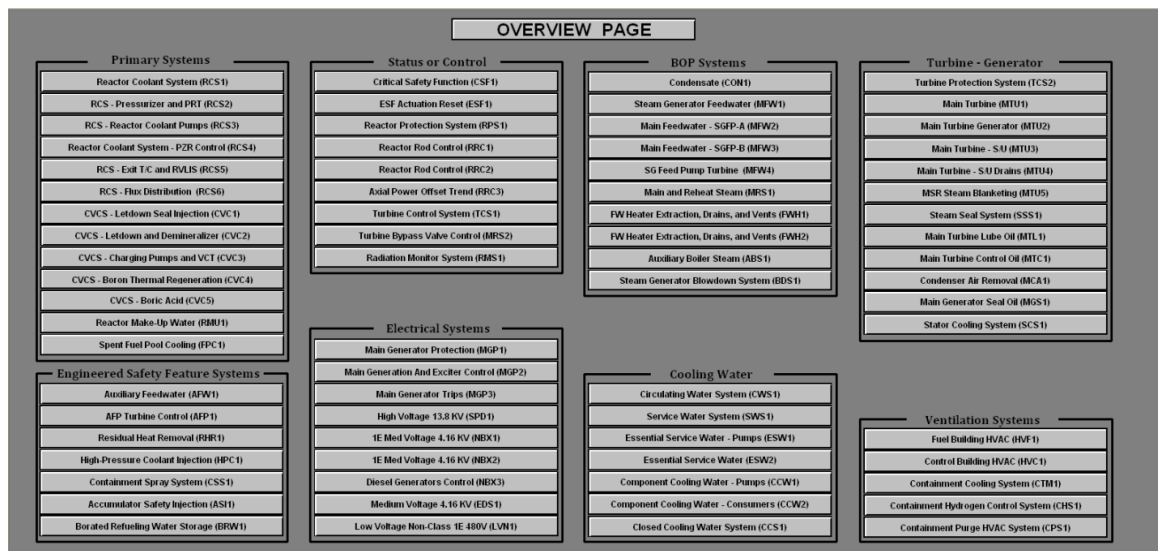 OVERVIEW PAGE
Primary Systems
Reactor Coolant System (RCS1)
RCS - Pressurizer and PRT (RCS2)
RCS - Reactor Coolant Pumps (RCS3)
Reactor Coolant System - PZR Control (RCS4)
RCS - Exit T/C and RVLIS (RCS5)
RCS - Flux Distribution (RCS6)
CVCS - Letdown Seal Injection (CVC1)
CVCS - Letdown and Demineralizer (CVC2)
CVCS - Charging Pumps and VCT (CVC3)
CVCS - Boron Thermal Regeneration (CVC4)
CVCS - Boric Acid (CVC5)
Reactor Make-Up Water (RMU1)
Spent Fuel Pool Cooling (FPC1)
Engineered Safety Feature Systems
Auxiliary Feedwater (AFW1)
AFP Turbine Control (AFP1)
Residual Heat Removal (RHR1)
High-Pressure Coolant Injection (HPC1)
Containment Spray System (CSS1)
Accumulator Safety Injection (ASI1)
Borated Refueling Water Storage (BRW1)
Status or Control
Critical Safety Function (CSF1)
ESF Actuation Reset (ESF1)
Reactor Protection System (RPS1)
Reactor Rod Control (RRC1)
Reactor Rod Control (RRC2)
Axial Power Offset Trend (RRC3)
Turbine Control System (TCS1)
Turbine Bypass Valve Control (MRS2)
Radiation Monitor System (RMS1)
Electrical Systems
Main Generator Protection (MGP1)
Main Generation And Exciter Control (MGP2)
Main Generator Trips (MGP3)
High Voltage 13.8 KV (SPD1)
1E Med Voltage 4.16 KV (NBX1)
1E Med Voltage 4.16 KV (NBX2)
Diesel Generators Control (NBX3)
Medium Voltage 4.16 KV (EDS1)
Low Voltage Non-Class 1E 480V (LVN1)
BOP Systems
Condensate (CON1)
Steam Generator Feedwater (MFW1)
Main Feedwater - SGFP-A (MFW2)
Main Feedwater - SGFP-B (MFW3)
SG Feed Pump Turbine (MFW4)
Main and Reheat Steam (MRS1)
FW Heater Extraction, Drains, and Vents (FWH1)
FW Heater Extraction, Drains, and Vents (FWH2)
Auxiliary Boiler Steam (ABS1)
Steam Generator Blowdown System (BDS1)
Cooling Water
Circulating Water System (CWS1)
Service Water System (SWS1)
Essential Service Water - Pumps (ESW1)
Essential Service Water (ESW2)
Component Cooling Water - Pumps (CCW1)
Component Cooling Water - Consumers (CCW2)
Closed Cooling Water System (CCS1)
Turbine - Generator
Turbine Protection System (TCS2)
Main Turbine (MTU1)
Main Turbine Generator (MTU2)
Main Turbine - S/U (MTU3)
Main Turbine - S/U Drains (MTU4)
MSR Steam Blanketing (MTU5)
Steam Seal System (SSS1)
Main Turbine Lube Oil (MTL1)
Main Turbine Control Oil (MTC1)
Condenser Air Removal (MCA1)
Main Generator Seal Oil (MGS1)
Stator Cooling System (SCS1)
Ventilation Systems
Fuel Building HVAC (HVF1)
Control Building HVAC (HVC1)
Containment Cooling System (CTM1)
Containment Hydrogen Control System (CHS1)
Containment Purge HVAC System (CPS1)